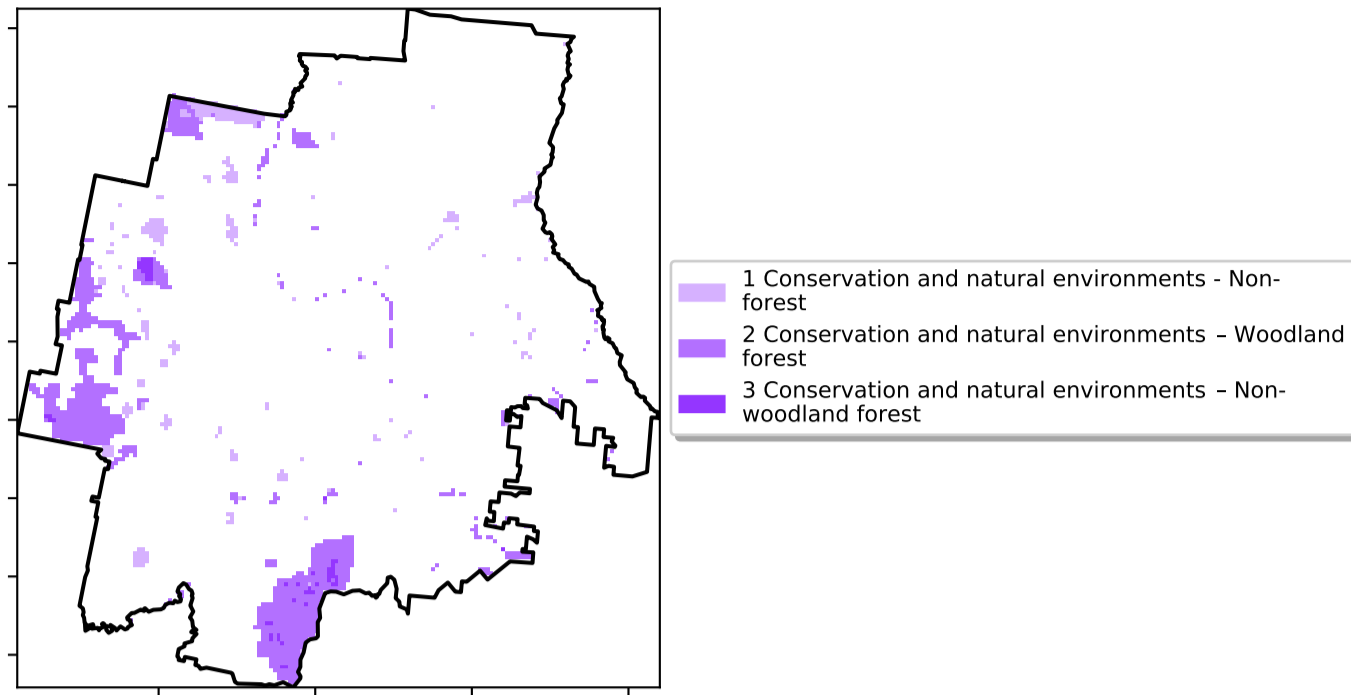 1 Conservation and natural environments - Non-
forest
2 Conservation and natural environments – Woodland
forest
3 Conservation and natural environments – Non-
woodland forest